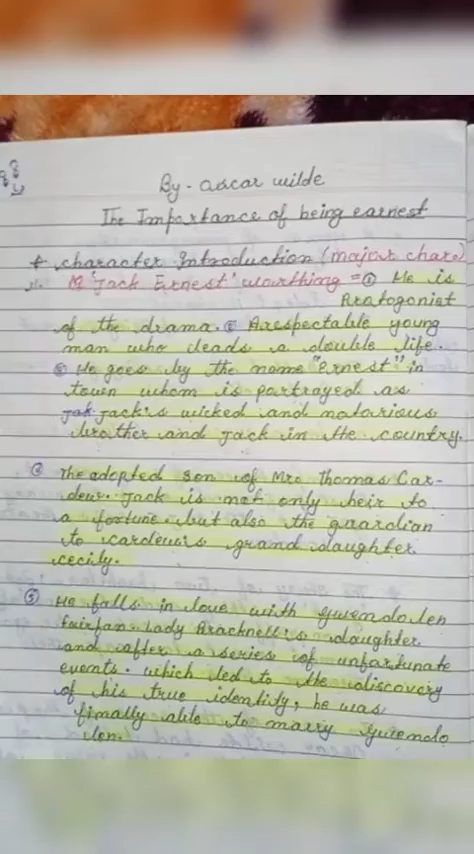 By - Oscar Wilde
The Importance of being earnest
* character Introduction (major chara)
'Jack Ernest' worthing = ① He is
Protogonist
of the drama. ② A respectable young
man who leads a double life.
③ He goes by the name "ernest" in
town whom is portrayed as
Jak Jack's wicked and notorious
brother and Jack in the country.
④ The adopted son of Mr. Thomas Car-
dew. Jack is not only heir to
a fortune but also the guardian
to cardew's grand daughter
cecily.
⑤ He falls in love with Gwendolen
fairfax Lady Bracknell's daughter
and after a series of unfortunate
events. which led to the discovery
of his true identity, he was
finally able to marry Gwendo
len.